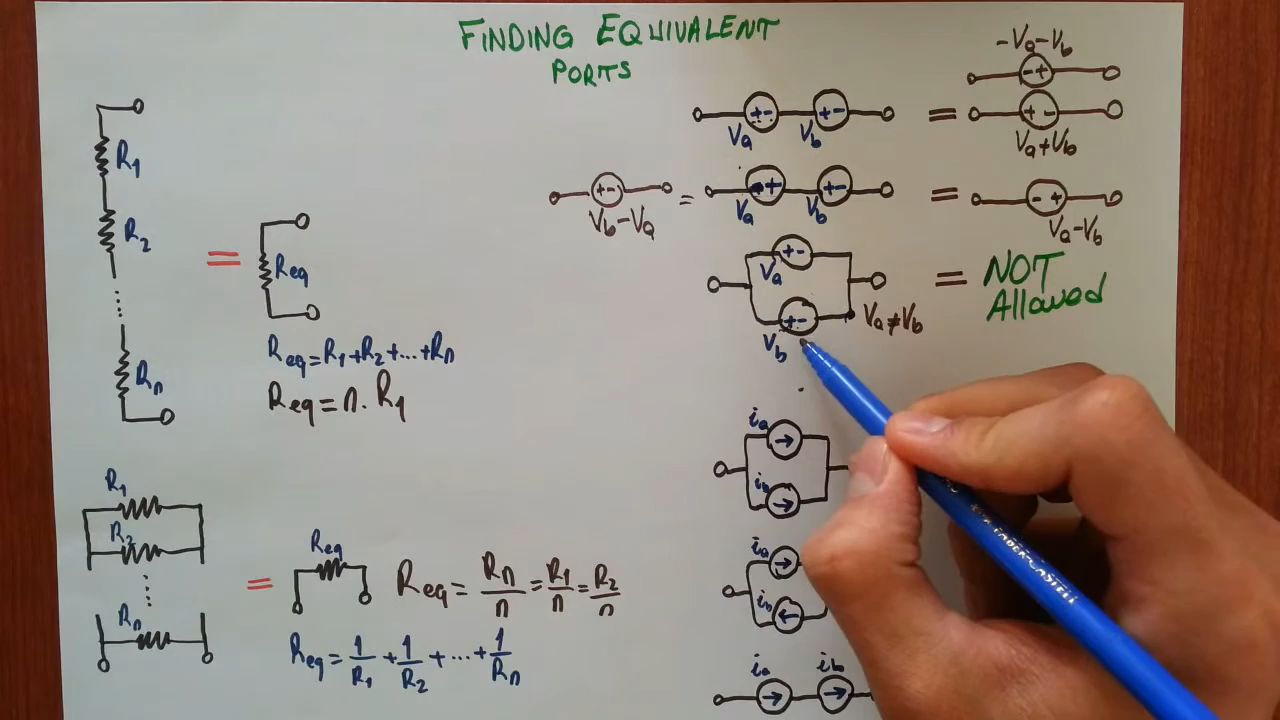 FINDING EQUIVALENT
PORTS
R1
R2
Rn
=
Req
Req=R1+R2+...+Rn
Req=n.R1
R1
R2
Rn
=
Req
Req=Rn/n=R1/n=R2/n
Req=1/R1+1/R2+...+1/Rn
+- +-
Va Vb
=
-Va-Vb
-+
+-
Va+Vb
+-
Vb-Va
=
-+ +-
Va Vb
=
-+
Va-Vb
+-
Va
+-
Vb
Va≠Vb
= NOT
Allowed
ia
ib
ia
ib
ia ib